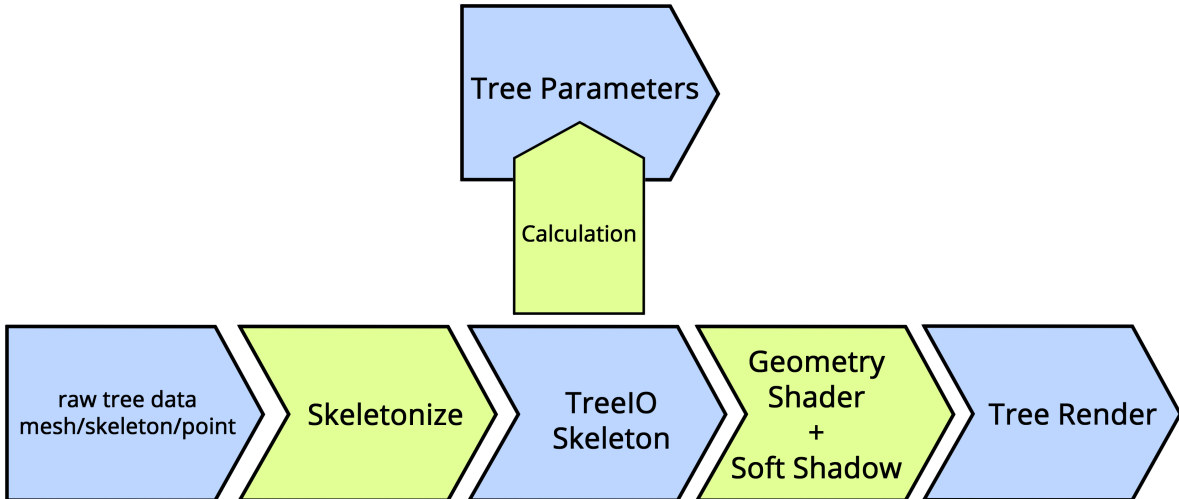 Tree Parameters
Calculation
raw tree data
mesh/skeleton/point
Skeletonize
TreeIO
Skeleton
Geometry
Shader
+
Soft Shadow
Tree Render